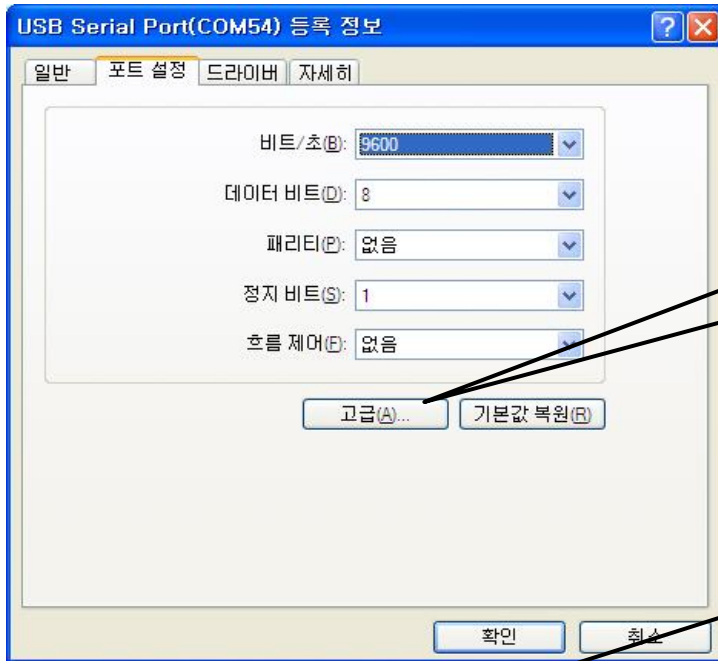 USB Serial Port(COM54) 등록 정보
일반 포트 설정 드라이버 자세히
비트/초(B): 9600
데이터 비트(D): 8
패리티(P): 없음
정지 비트(S): 1
흐름 제어(F): 없음
고급(A)... 기본값 복원(R)
확인 취소